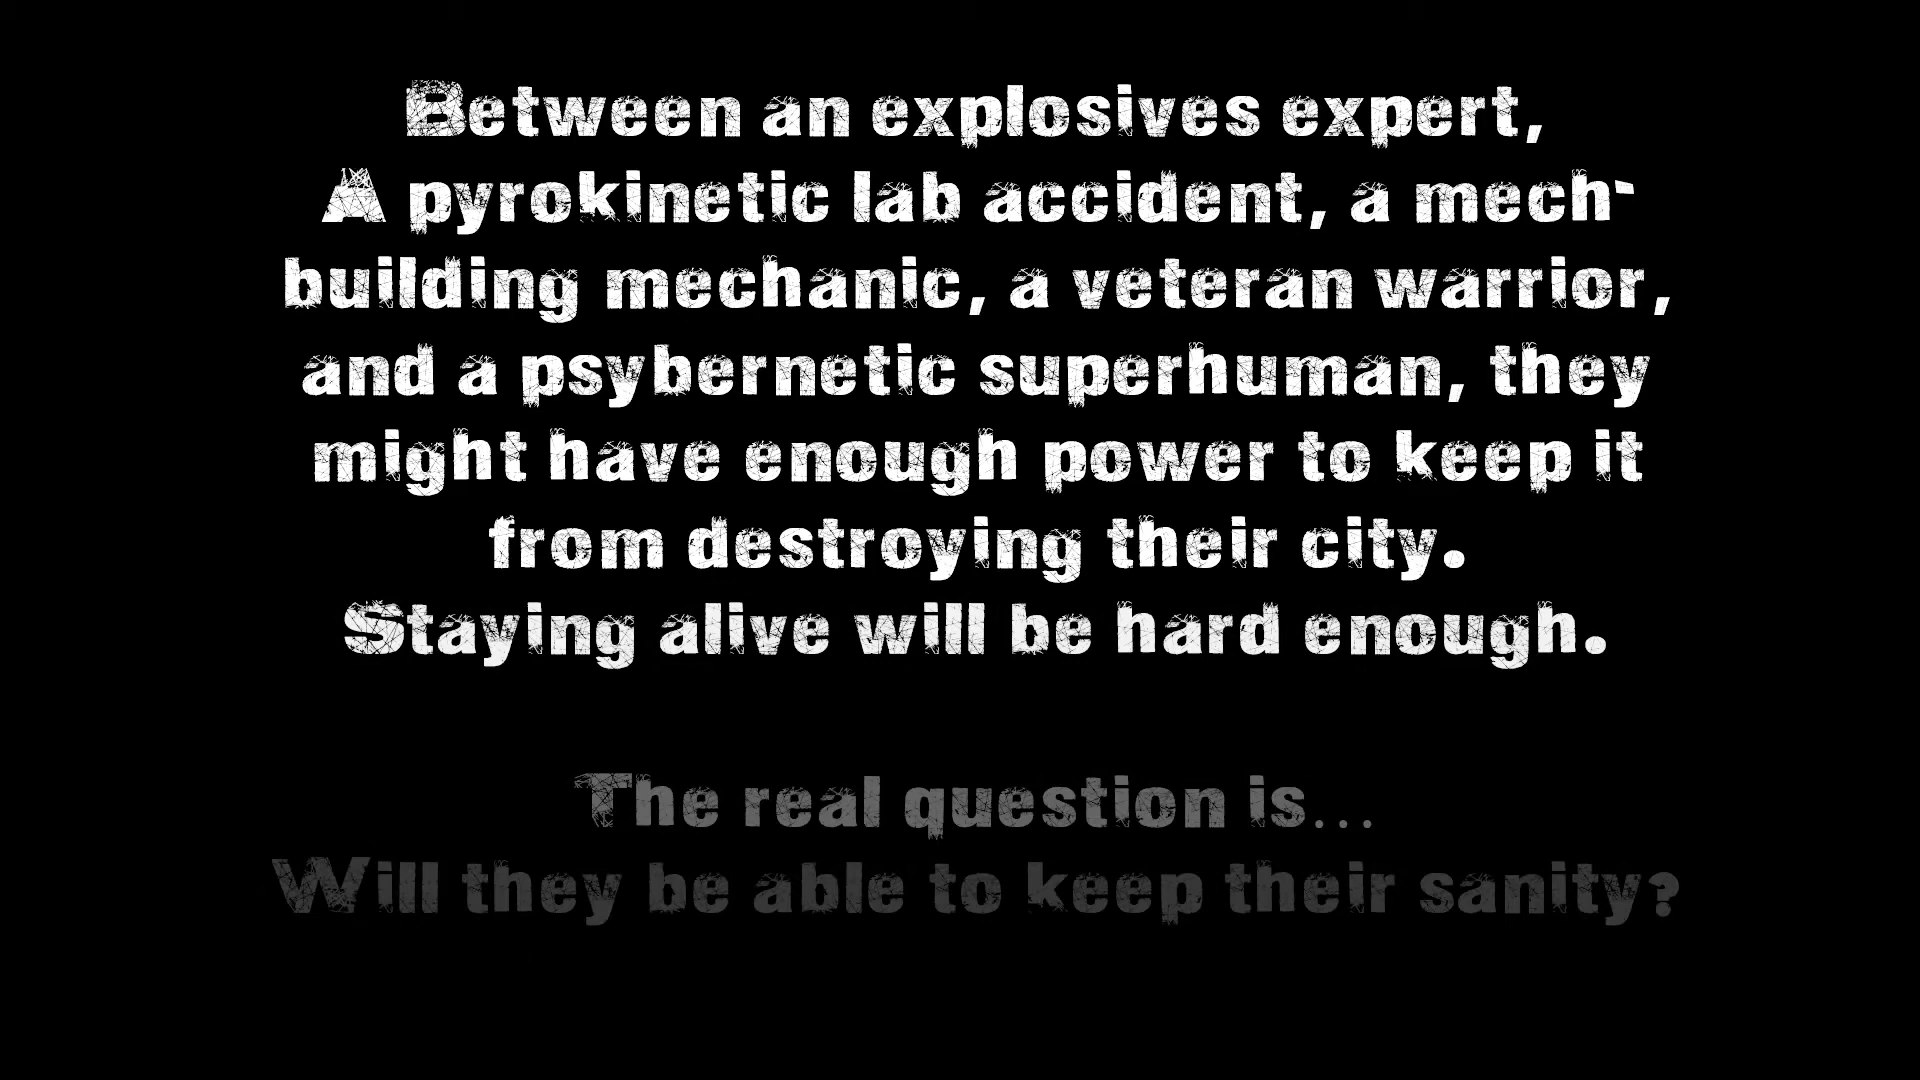 Between an explosives expert,
A pyrokinetic lab accident, a mech-
building mechanic, a veteran warrior,
and a psybernetic superhuman, they
might have enough power to keep it
from destroying their city.
Staying alive will be hard enough.
The real question is...
Will they be able to keep their sanity?